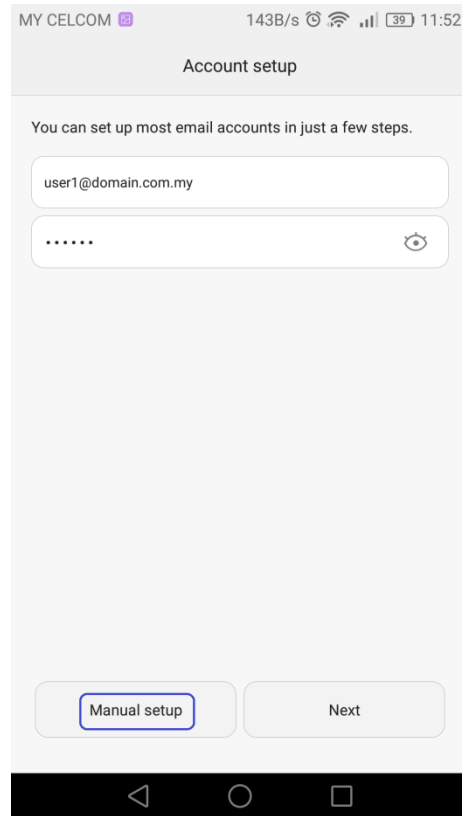 MY CELCOM 143B/s 39 11:52
Account setup
You can set up most email accounts in just a few steps.
user1@domain.com.my
••••••
Manual setup Next